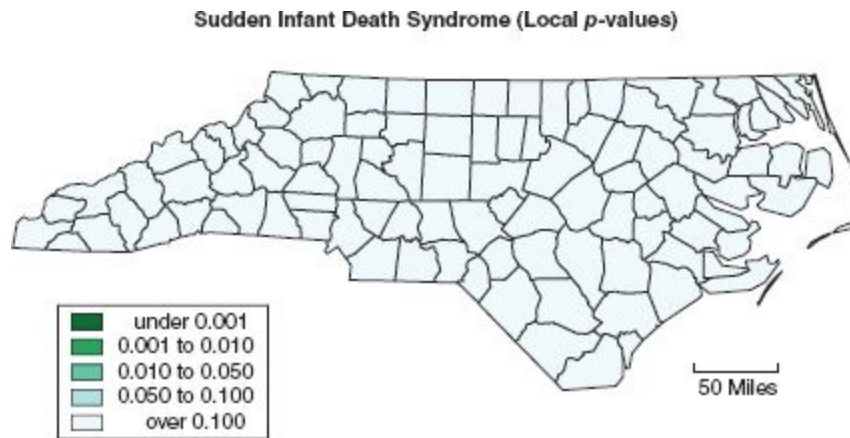 Sudden Infant Death Syndrome (Local p-values)
under 0.001
0.001 to 0.010
0.010 to 0.050
0.050 to 0.100
over 0.100
50 Miles